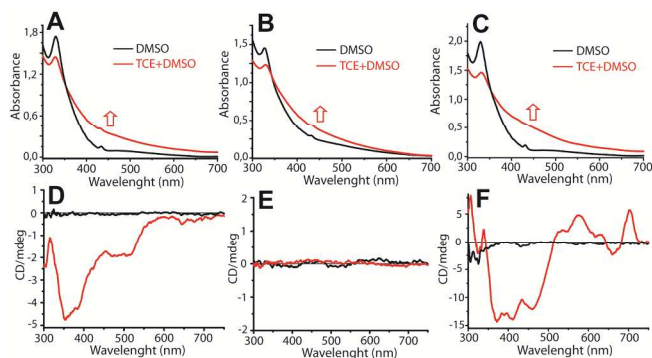 A
B
C
DMSO
TCE+DMSO
DMSO
TCE+DMSO
DMSO
TCE+DMSO
Absorbance
1,8
1,2
0,6
0,0
Absorbance
1,5
1,0
0,5
0,0
Absorbance
2,0
1,5
1,0
0,5
0,0
300 400 500 600 700
300 400 500 600 700
300 400 500 600 700
Wavelenght (nm)
Wavelenght (nm)
Wavelenght (nm)
D
E
F
CD/mdeg
1
0
-1
-2
-3
-4
-5
CD/mdeg
2
1
0
-1
-2
CD/mdeg
5
0
-5
-10
-15
300 400 500 600 700
300 400 500 600 700
300 400 500 600 700
Wavelenght (nm)
Wavelenght (nm)
Wavelenght (nm)